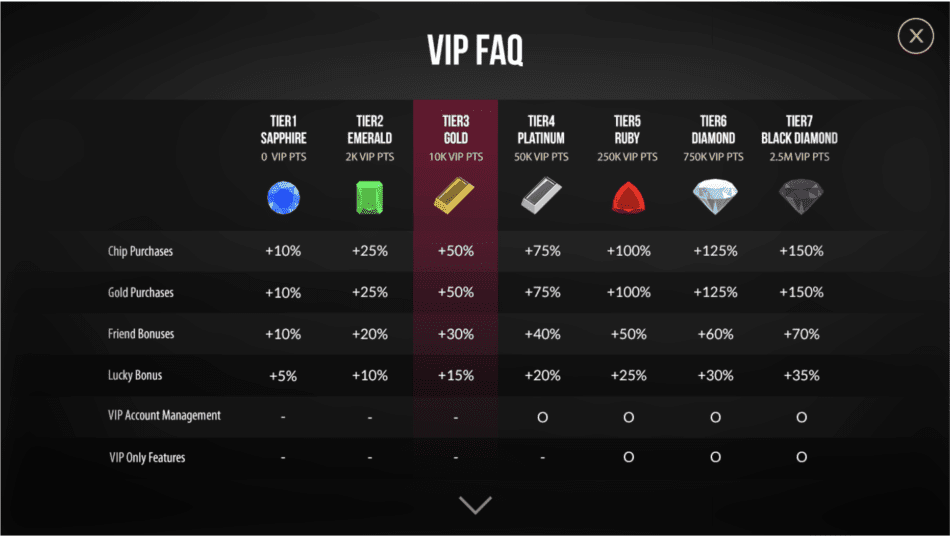 VIP FAQ
TIER1 TIER2 TIER3 TIER4 TIER5 TIER6 TIER7
SAPPHIRE EMERALD GOLD PLATINUM RUBY DIAMOND BLACK DIAMOND
0 VIP PTS 2K VIP PTS 10K VIP PTS 50K VIP PTS 250K VIP PTS 750K VIP PTS 2.5M VIP PTS
Chip Purchases +10% +25% +50% +75% +100% +125% +150%
Gold Purchases +10% +25% +50% +75% +100% +125% +150%
Friend Bonuses +10% +20% +30% +40% +50% +60% +70%
Lucky Bonus +5% +10% +15% +20% +25% +30% +35%
VIP Account Management - - - O O O O
VIP Only Features - - - - O O O